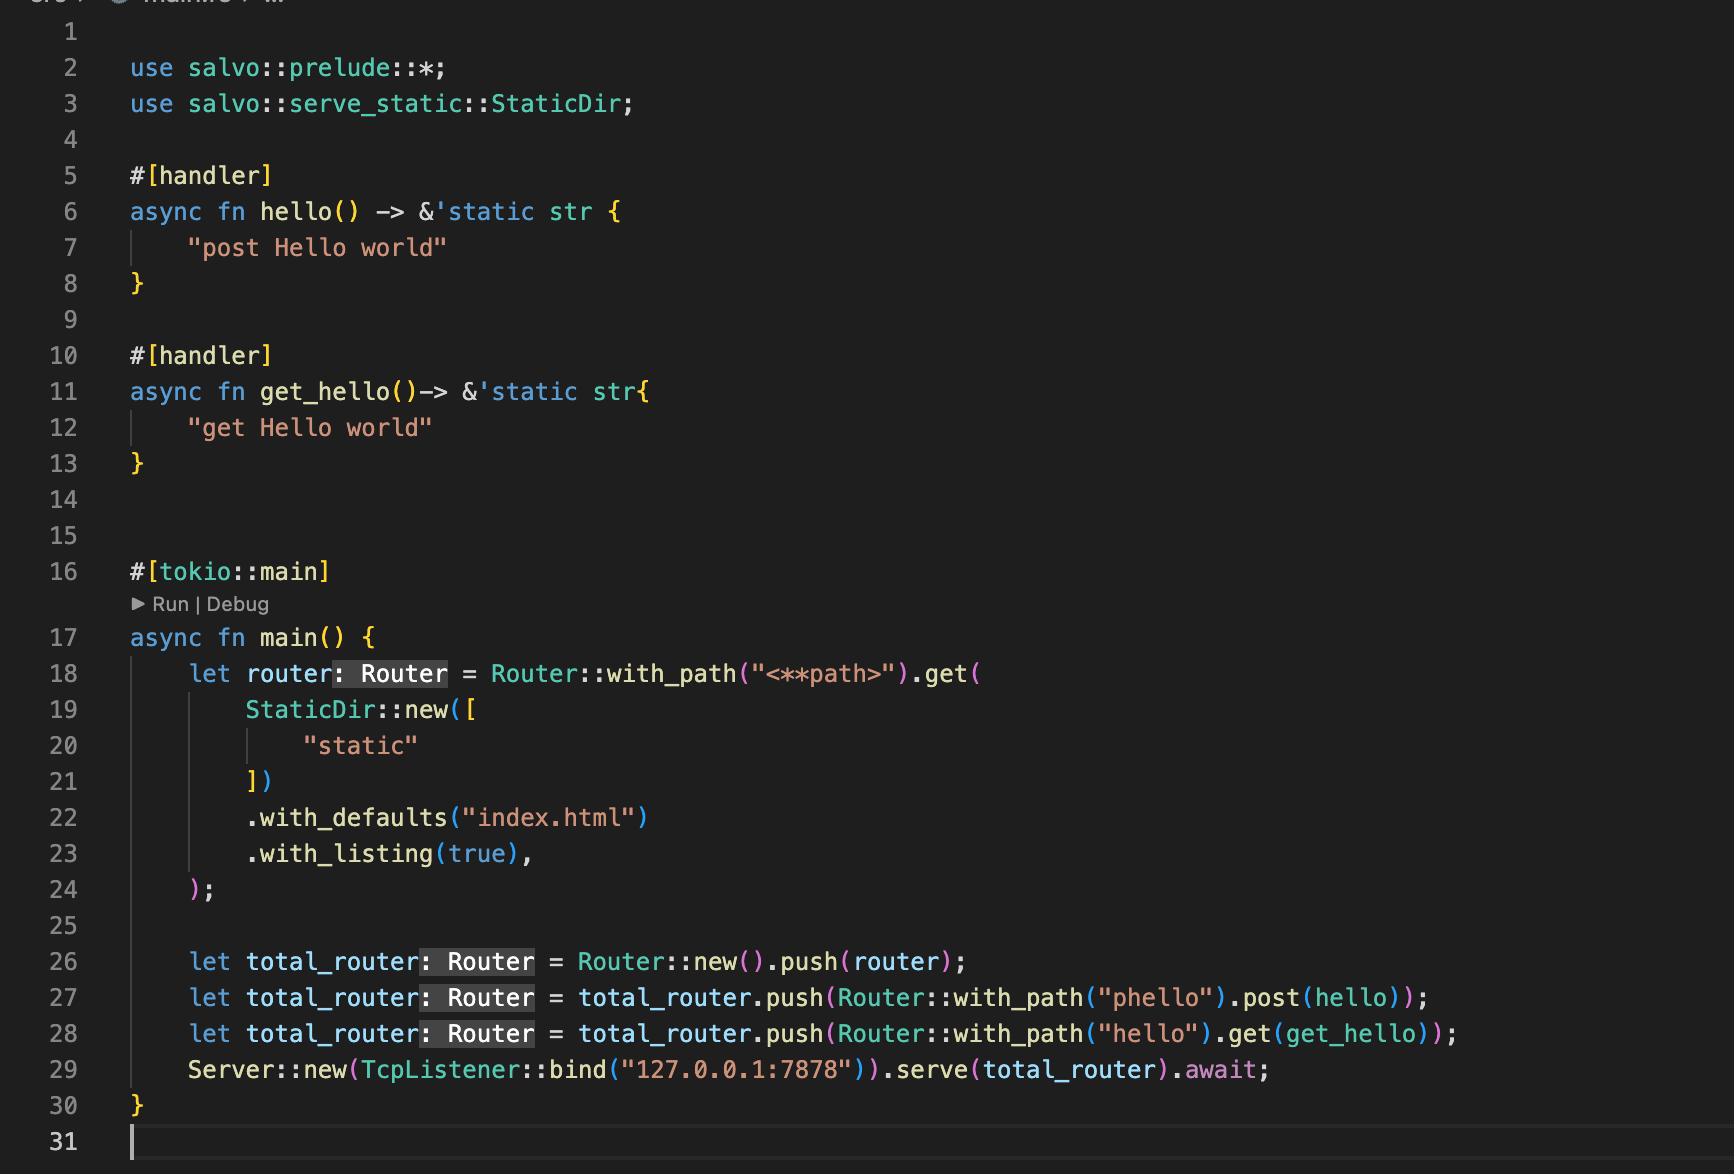 1
2 use salvo::prelude::*;
3 use salvo::serve_static::StaticDir;
4
5 #[handler]
6 async fn hello() -> &'static str {
7     "post Hello world"
8 }
9
10 #[handler]
11 async fn get_hello()-> &'static str{
12     "get Hello world"
13 }
14
15
16 #[tokio::main]
▶ Run | Debug
17 async fn main() {
18     let router: Router = Router::with_path("<**path>").get(
19         StaticDir::new([
20             "static"
21         ])
22         .with_defaults("index.html")
23         .with_listing(true),
24     );
25
26     let total_router: Router = Router::new().push(router);
27     let total_router: Router = total_router.push(Router::with_path("phello").post(hello));
28     let total_router: Router = total_router.push(Router::with_path("hello").get(get_hello));
29     Server::new(TcpListener::bind("127.0.0.1:7878")).serve(total_router).await;
30 }
31